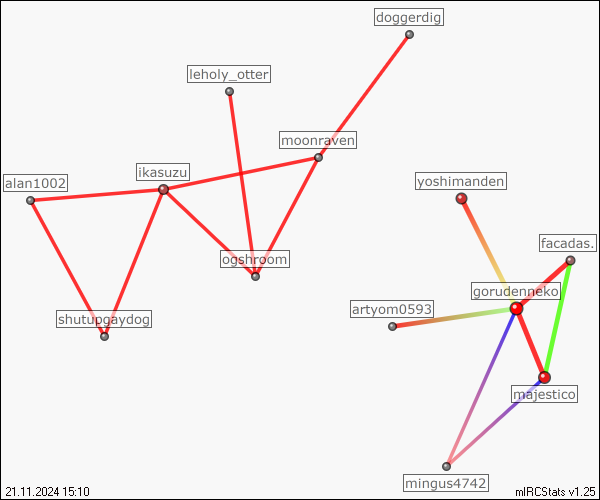 doggerdig
leholy_otter
moonraven
ikasuzu
alan1002
yoshimanden
facadas.
ogshroom
gorudenneko
artyom0593
shutupgaydog
majestico
mingus4742
21.11.2024 15:10
mIRCStats v1.25